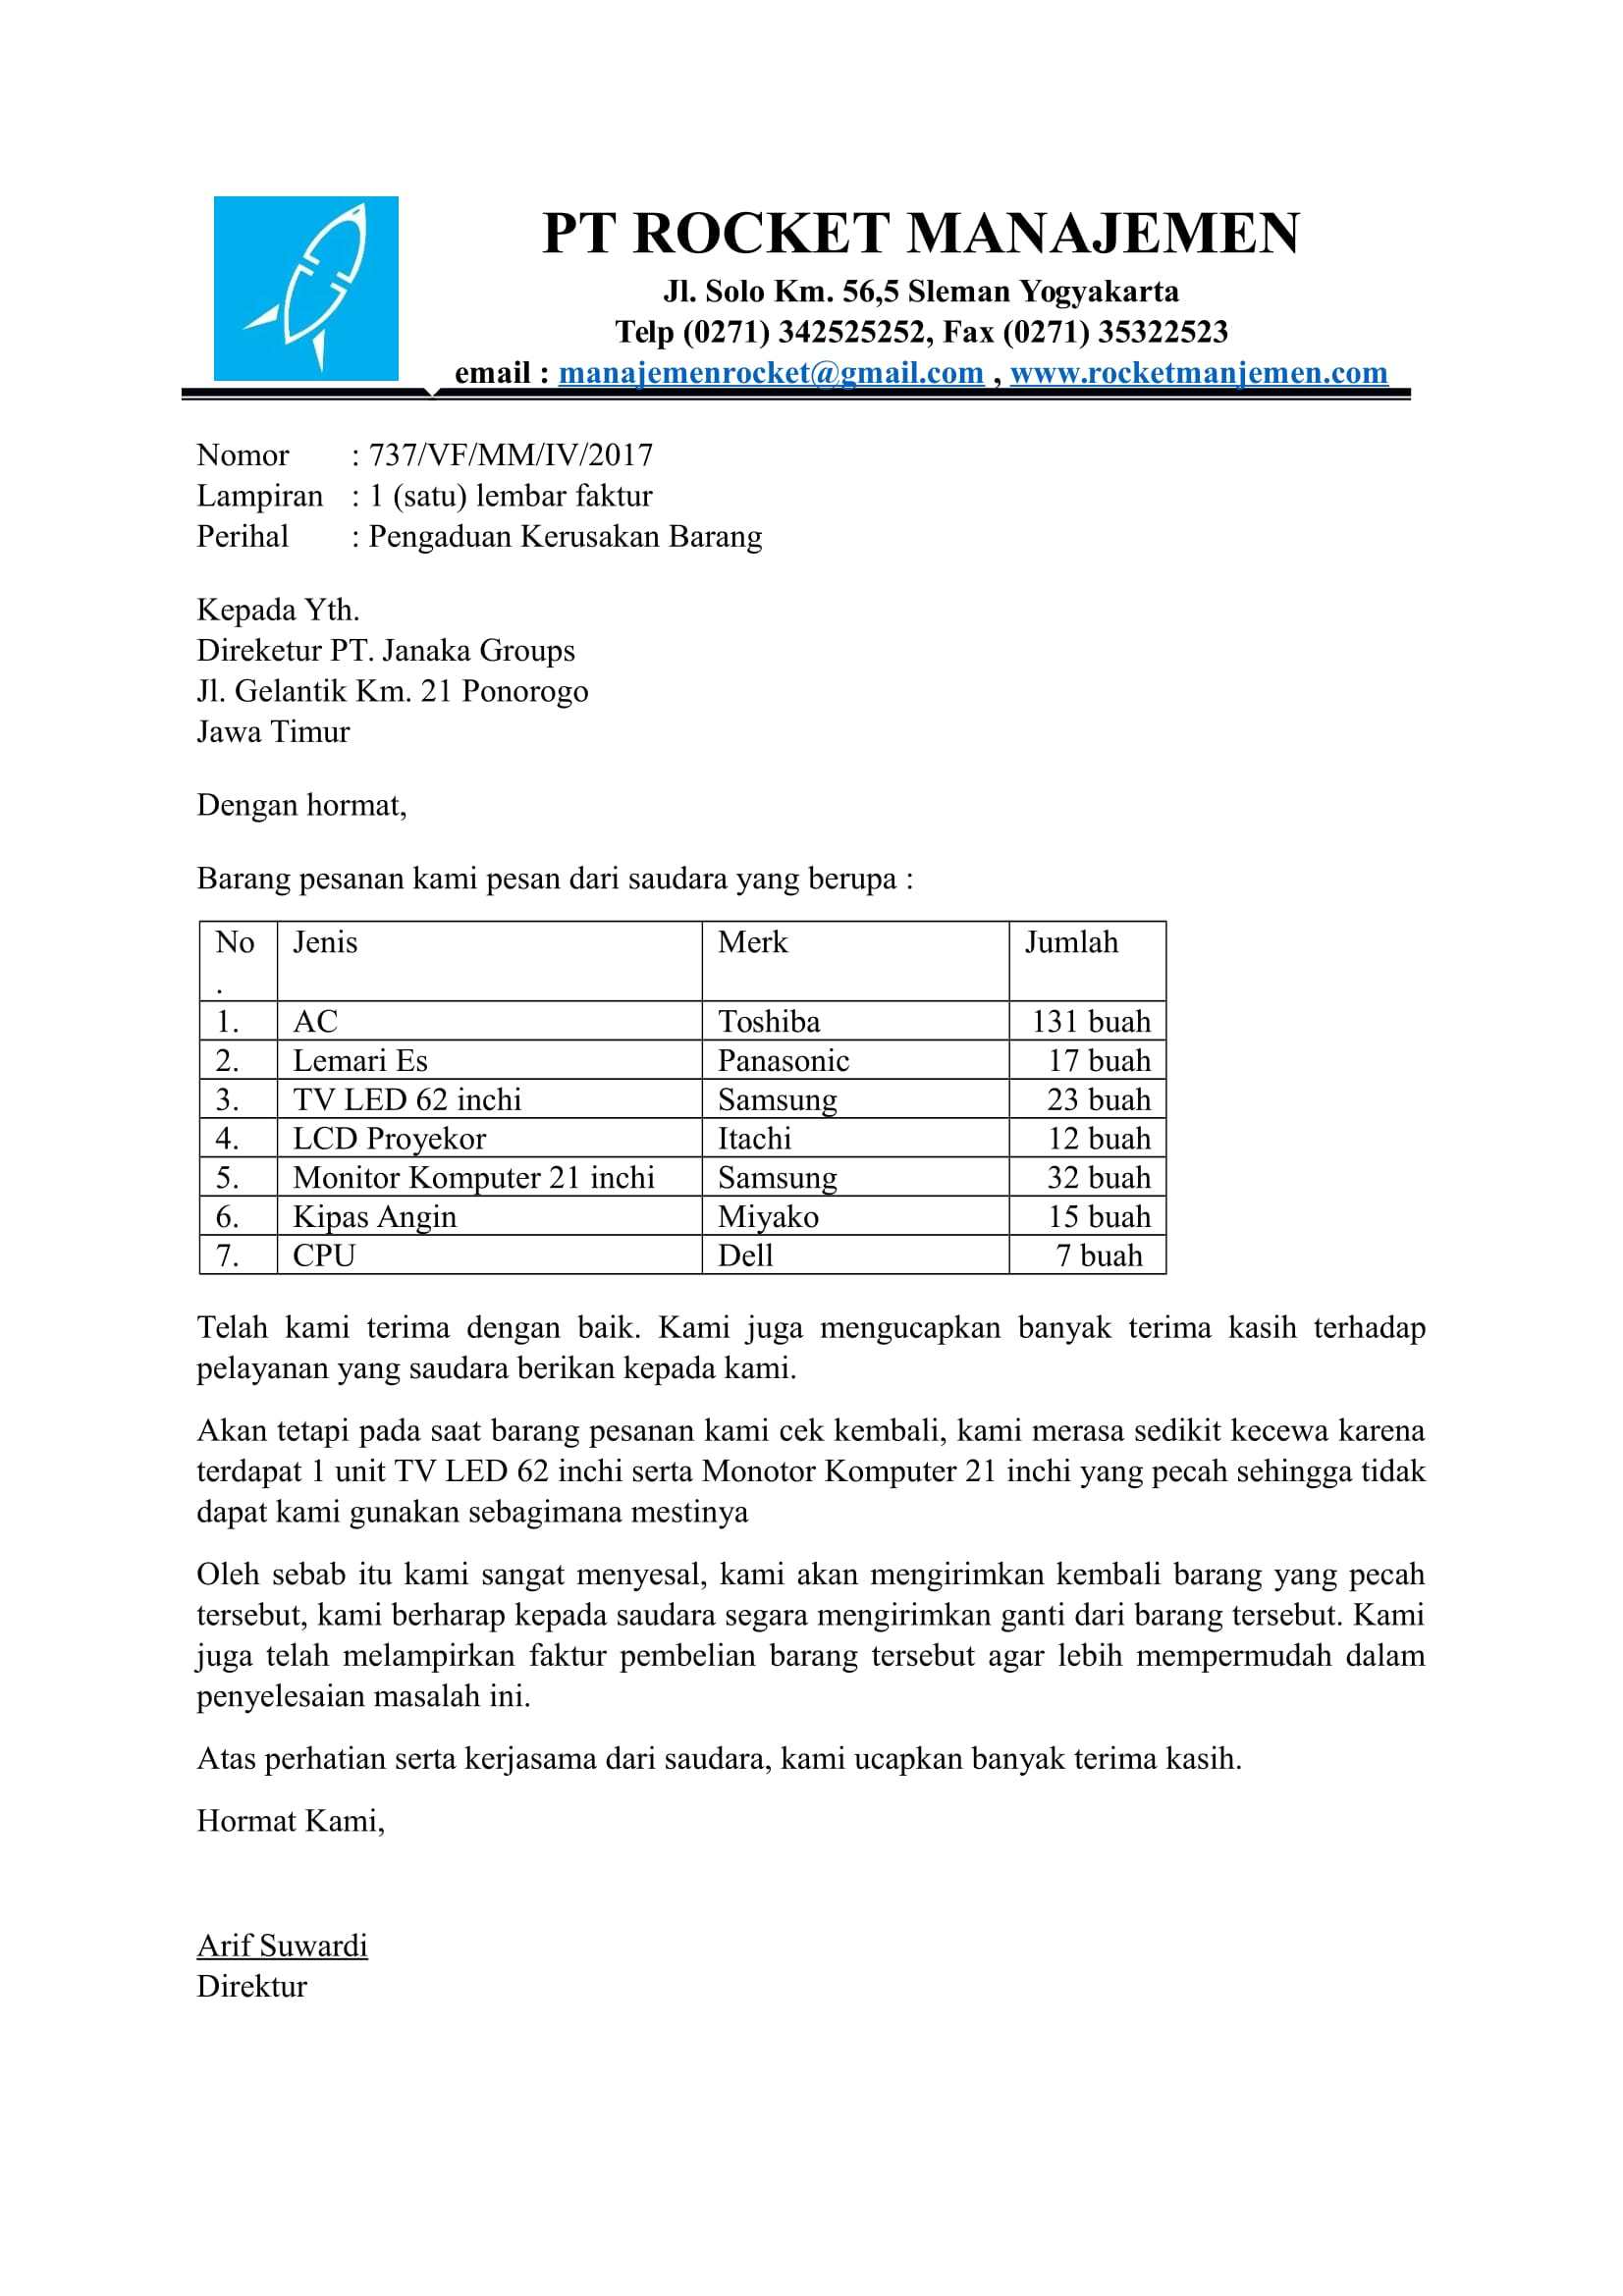 PT ROCKET MANAJEMEN
Jl. Solo Km. 56,5 Sleman Yogyakarta
Telp (0271) 342525252, Fax (0271) 35322523
email : manajemenrocket@gmail.com , www.rocketmanjemen.com
Nomor : 737/VF/MM/IV/2017
Lampiran : 1 (satu) lembar faktur
Perihal : Pengaduan Kerusakan Barang
Kepada Yth.
Direketur PT. Janaka Groups
Jl. Gelantik Km. 21 Ponorogo
Jawa Timur
Dengan hormat,
Barang pesanan kami pesan dari saudara yang berupa :
No. Jenis Merk Jumlah
1. AC Toshiba 131 buah
2. Lemari Es Panasonic 17 buah
3. TV LED 62 inchi Samsung 23 buah
4. LCD Proyekor Itachi 12 buah
5. Monitor Komputer 21 inchi Samsung 32 buah
6. Kipas Angin Miyako 15 buah
7. CPU Dell 7 buah
Telah kami terima dengan baik. Kami juga mengucapkan banyak terima kasih terhadap
pelayanan yang saudara berikan kepada kami.
Akan tetapi pada saat barang pesanan kami cek kembali, kami merasa sedikit kecewa karena
terdapat 1 unit TV LED 62 inchi serta Monotor Komputer 21 inchi yang pecah sehingga tidak
dapat kami gunakan sebagimana mestinya
Oleh sebab itu kami sangat menyesal, kami akan mengirimkan kembali barang yang pecah
tersebut, kami berharap kepada saudara segara mengirimkan ganti dari barang tersebut. Kami
juga telah melampirkan faktur pembelian barang tersebut agar lebih mempermudah dalam
penyelesaian masalah ini.
Atas perhatian serta kerjasama dari saudara, kami ucapkan banyak terima kasih.
Hormat Kami,
Arif Suwardi
Direktur